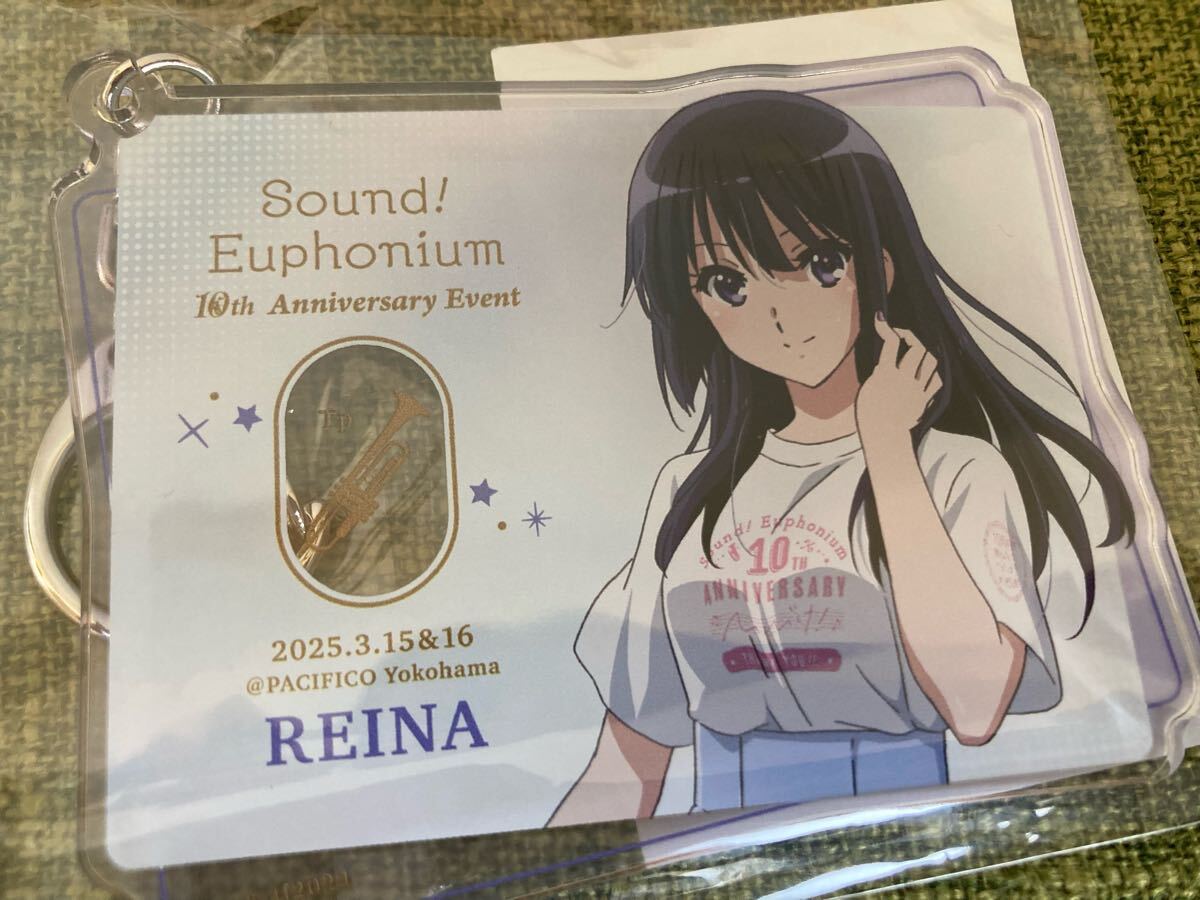 Sound!
Euphonium
10th Anniversary Event
Tp
2025.3.15&16
@PACIFICO Yokohama
REINA
Sound! Euphonium
10TH
ANNIVERSARY